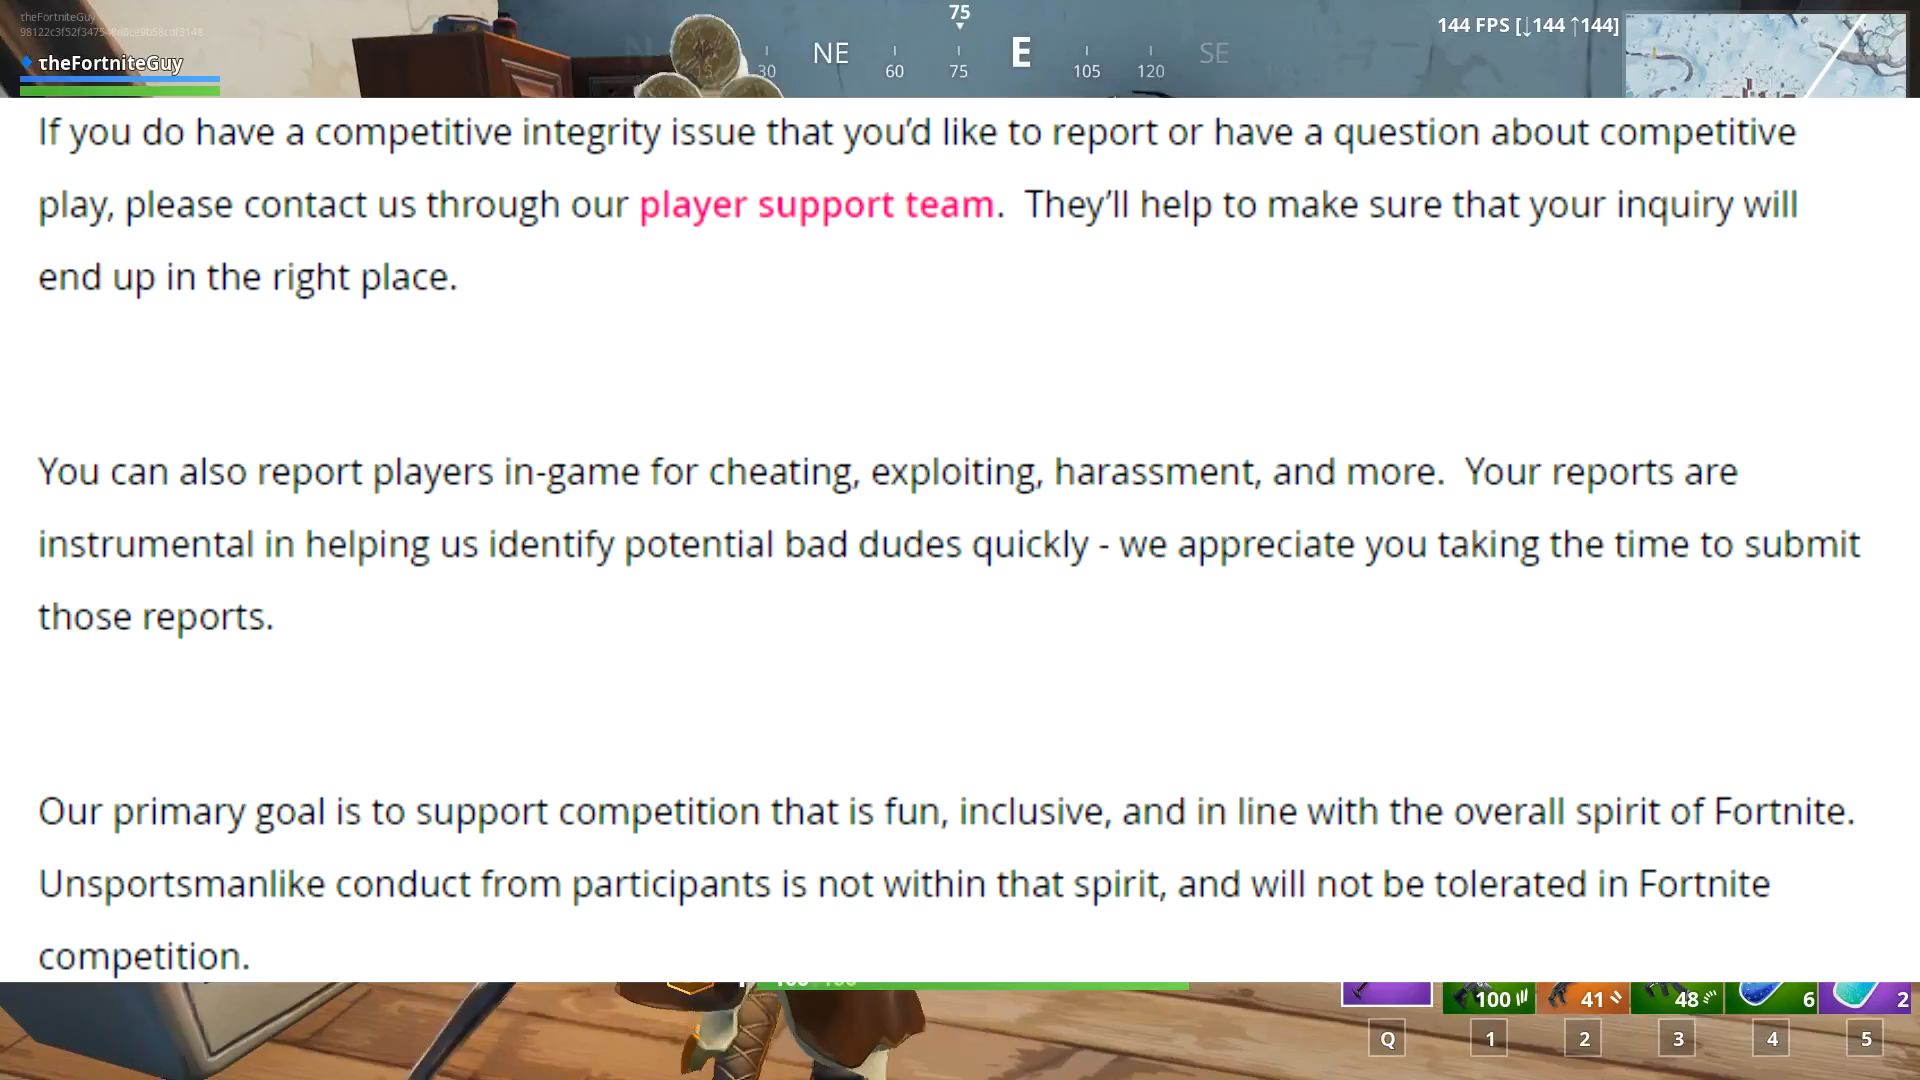 theFortniteGuy
τheFortniteGuy
75
NE
E
SE
30
60
75
105
120
144 FPS [↓144 ↑144]
If you do have a competitive integrity issue that you’d like to report or have a question about competitive
play, please contact us through our player support team.  They’ll help to make sure that your inquiry will
end up in the right place.
You can also report players in-game for cheating, exploiting, harassment, and more.  Your reports are
instrumental in helping us identify potential bad dudes quickly - we appreciate you taking the time to submit
those reports.
Our primary goal is to support competition that is fun, inclusive, and in line with the overall spirit of Fortnite.
Unsportsmanlike conduct from participants is not within that spirit, and will not be tolerated in Fortnite
competition.
100 41 48 6 2
Q 1 2 3 4 5